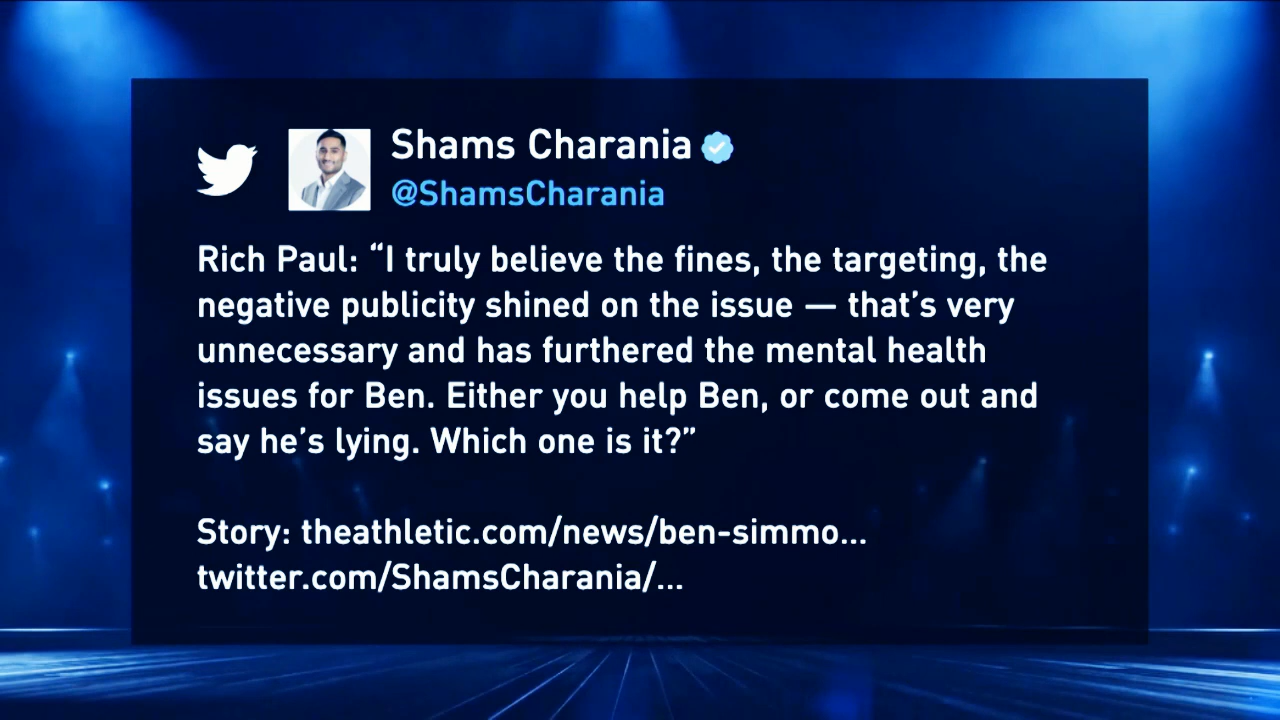 Shams Charania
@ShamsCharania
Rich Paul: “I truly believe the fines, the targeting, the
negative publicity shined on the issue — that’s very
unnecessary and has furthered the mental health
issues for Ben. Either you help Ben, or come out and
say he’s lying. Which one is it?”
Story: theathletic.com/news/ben-simmo...
twitter.com/ShamsCharania/...